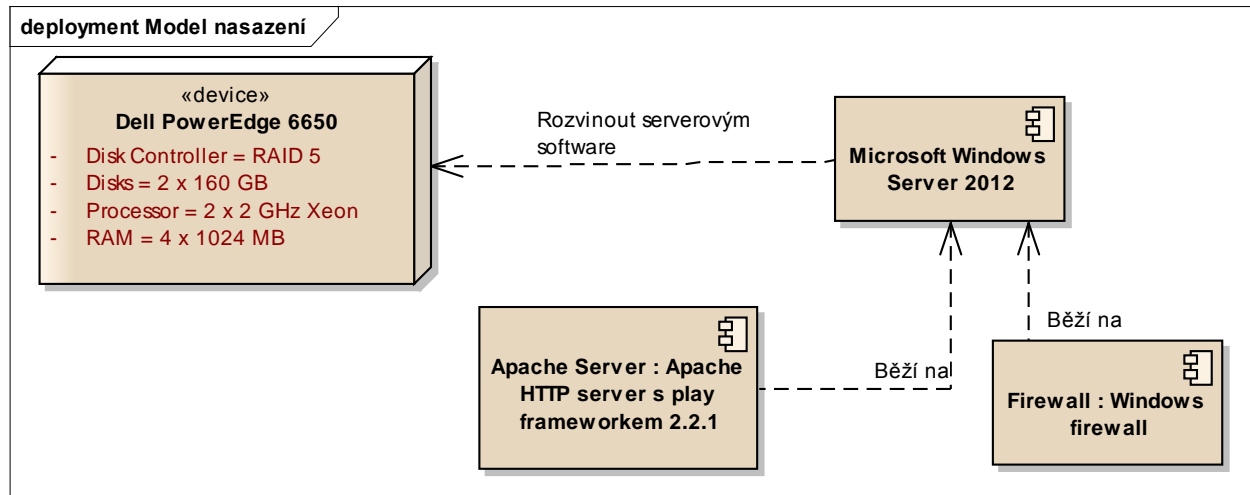 deployment Model nasazení
«device»
Dell PowerEdge 6650
- Disk Controller = RAID 5
- Disks = 2 x 160 GB
- Processor = 2 x 2 GHz Xeon
- RAM = 4 x 1024 MB
Rozvinout serverovým
software
Microsoft Windows
Server 2012
Apache Server : Apache
HTTP server s play
frameworkem 2.2.1
Běží na
Běží na
Firewall : Windows
firewall